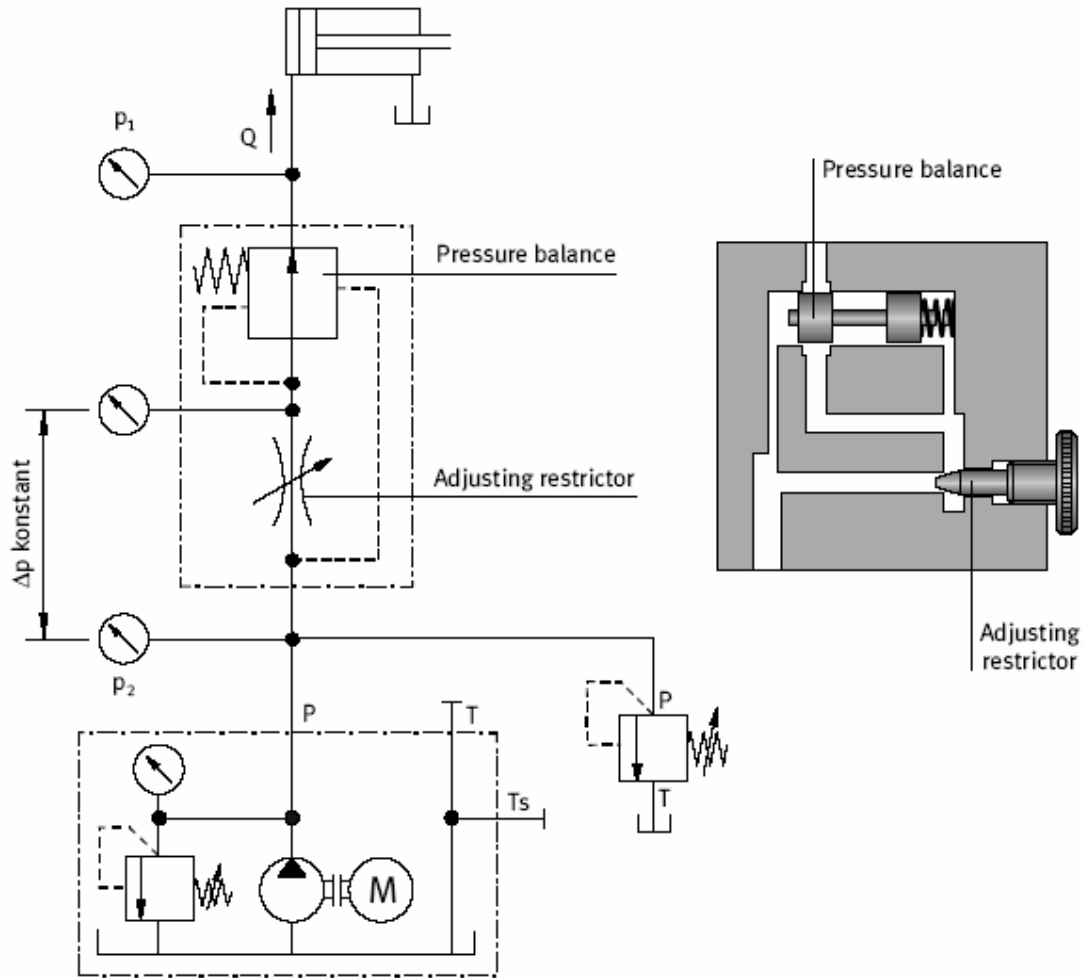 p₁
Q
Pressure balance
Pressure balance
Adjusting restrictor
Δp konstant
Adjusting
restrictor
p₂
P
T
P
T
Ts
M